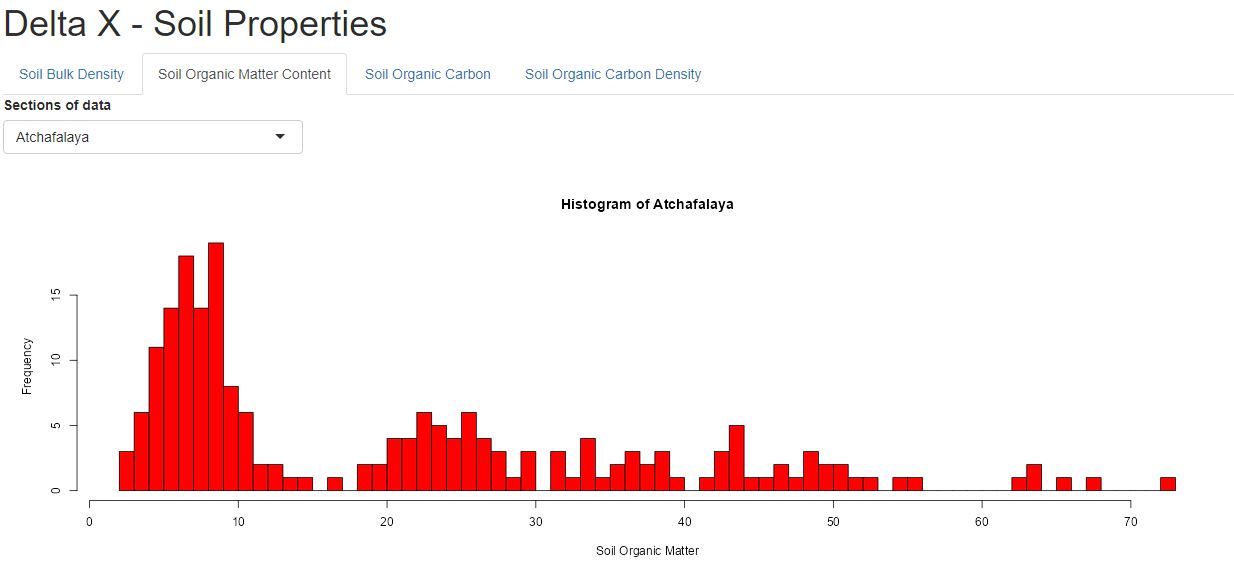 Delta X - Soil Properties
Soil Bulk Density Soil Organic Matter Content Soil Organic Carbon Soil Organic Carbon Density
Sections of data
Atchafalaya
Histogram of Atchafalaya
15
10
5
0
Frequency
0 10 20 30 40 50 60 70
Soil Organic Matter